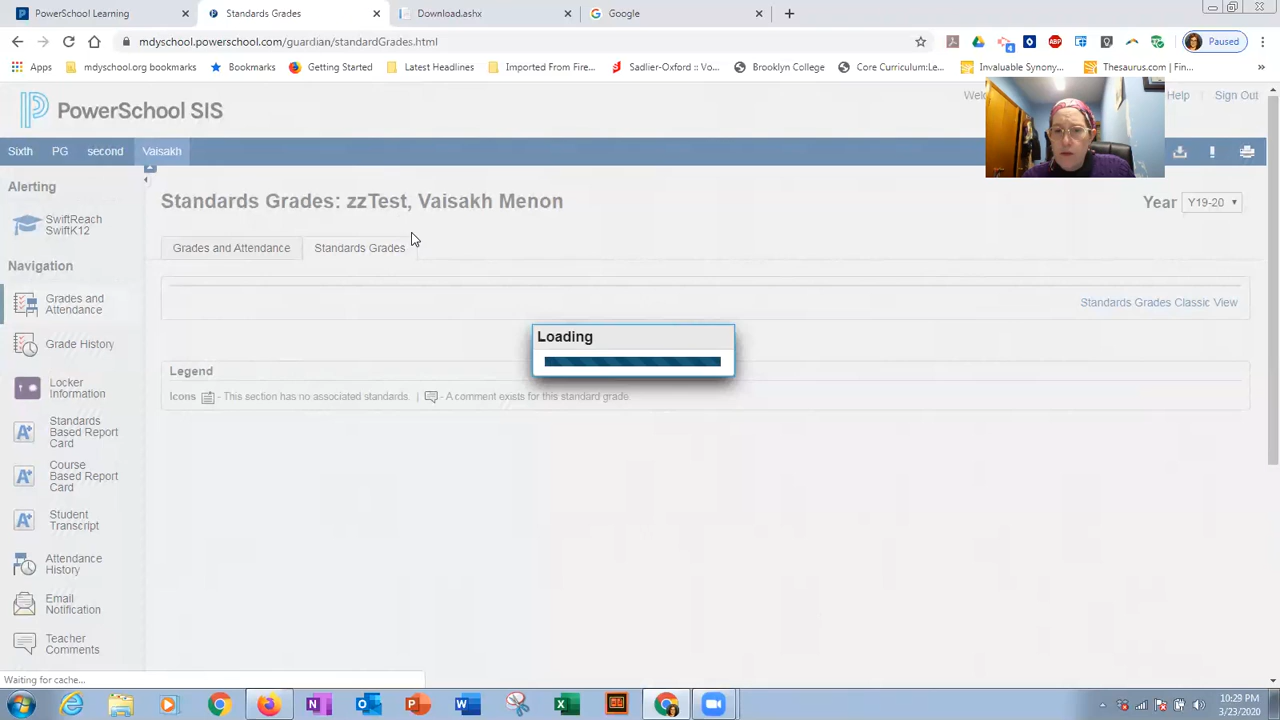 PowerSchool Learning
Standards Grades
Download.ashx
Google
mdyschool.powerschool.com/guardian/standardGrades.html
4
ABP
Paused
Apps
mdyschool.org bookmarks
Bookmarks
Getting Started
Latest Headlines
Imported From Fire...
Sadlier-Oxford :: Vo...
Brooklyn College
Core Curriculum:Le...
Invaluable Synony...
Thesaurus.com | Fin...
»
PowerSchool SIS
Help
Sign Out
Sixth PG second Vaisakh
Alerting
SwiftReach
SwiftK12
Navigation
Grades and
Attendance
Grade History
Locker
Information
Standards
Based Report
Card
Course
Based Report
Card
Student
Transcript
Attendance
History
Email
Notification
Teacher
Comments
Standards Grades: zzTest, Vaisakh Menon
Year Y19-20
Grades and Attendance
Standards Grades
Standards Grades Classic View
Loading
Legend
Icons - This section has no associated standards. | - A comment exists for this standard grade
Waiting for cache...
10:29 PM
3/23/2020